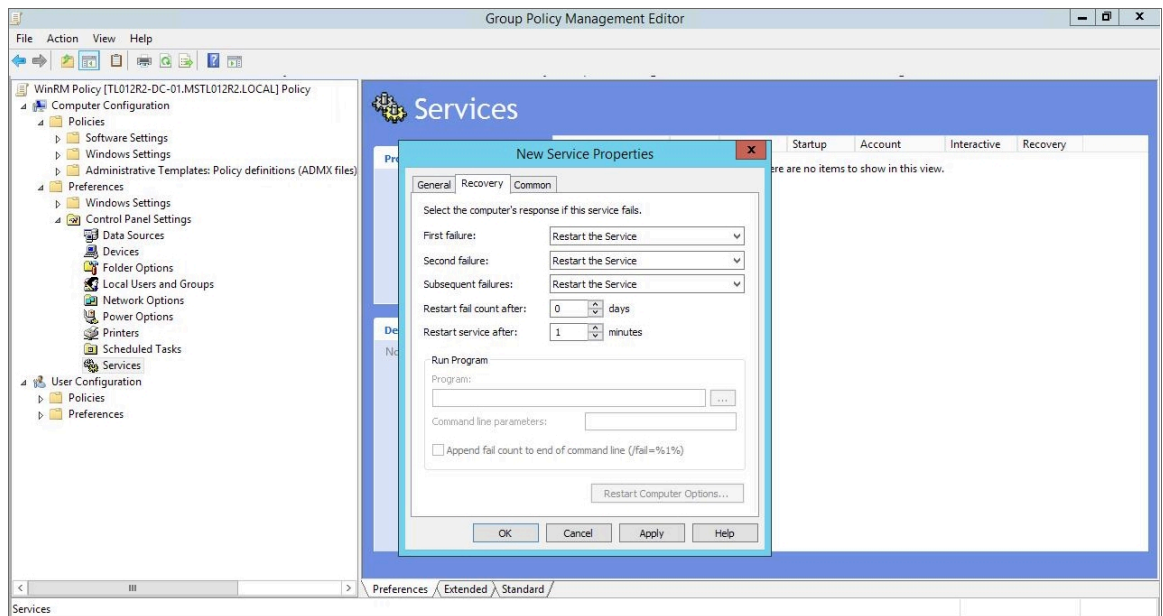 Group Policy Management Editor
File Action View Help
WinRM Policy [TL012R2-DC-01.MSTL012R2.LOCAL] Policy
Computer Configuration
Policies
Software Settings
Windows Settings
Administrative Templates: Policy definitions (ADMX files)
Preferences
Windows Settings
Control Panel Settings
Data Sources
Devices
Folder Options
Local Users and Groups
Network Options
Power Options
Printers
Scheduled Tasks
Services
User Configuration
Policies
Preferences
Services
Startup Account Interactive Recovery
ere are no items to show in this view.
Pro
De
No
New Service Properties
General Recovery Common
Select the computer's response if this service fails.
First failure: Restart the Service
Second failure: Restart the Service
Subsequent failures: Restart the Service
Restart fail count after: 0 days
Restart service after: 1 minutes
Run Program
Program:
...
Command line parameters:
Append fail count to end of command line (/fail=%1%)
Restart Computer Options...
OK Cancel Apply Help
Preferences Extended Standard
Services